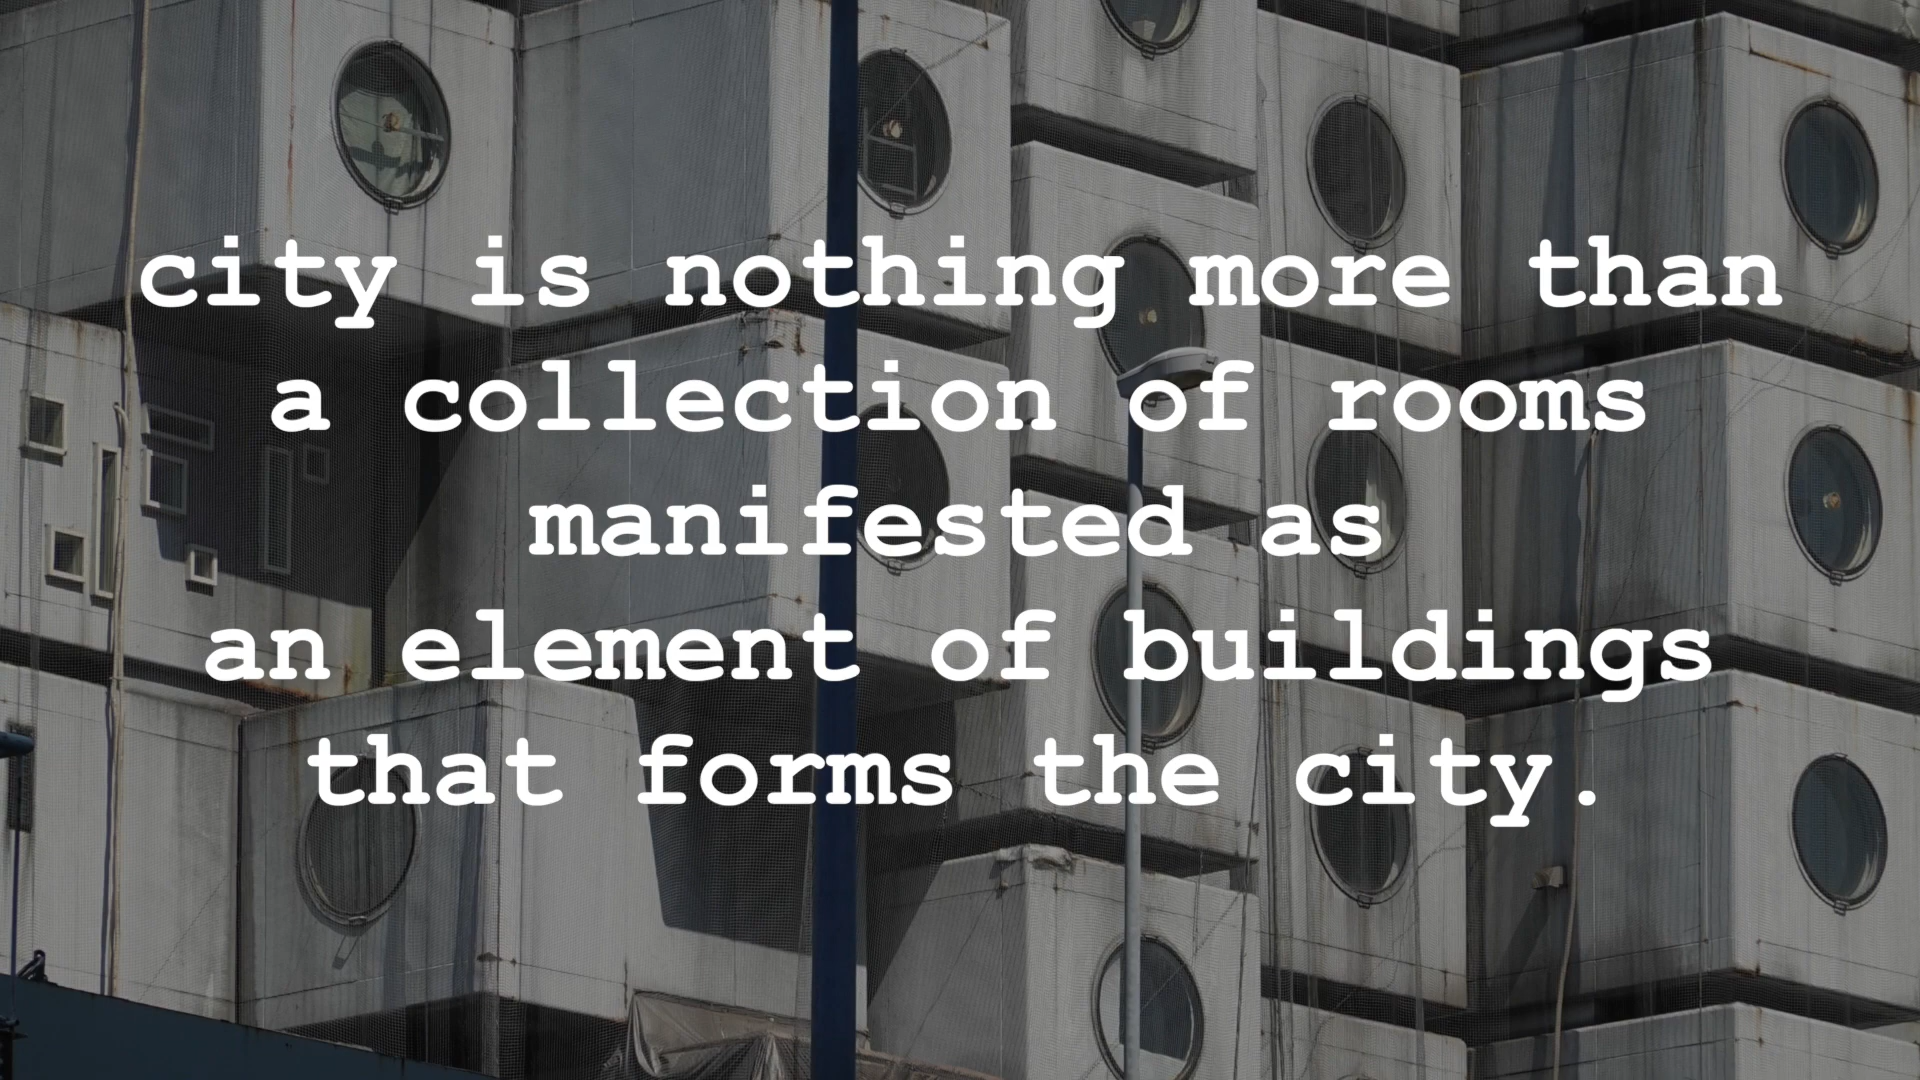 city is nothing more than
a collection of rooms
manifested as
an element of buildings
that forms the city.